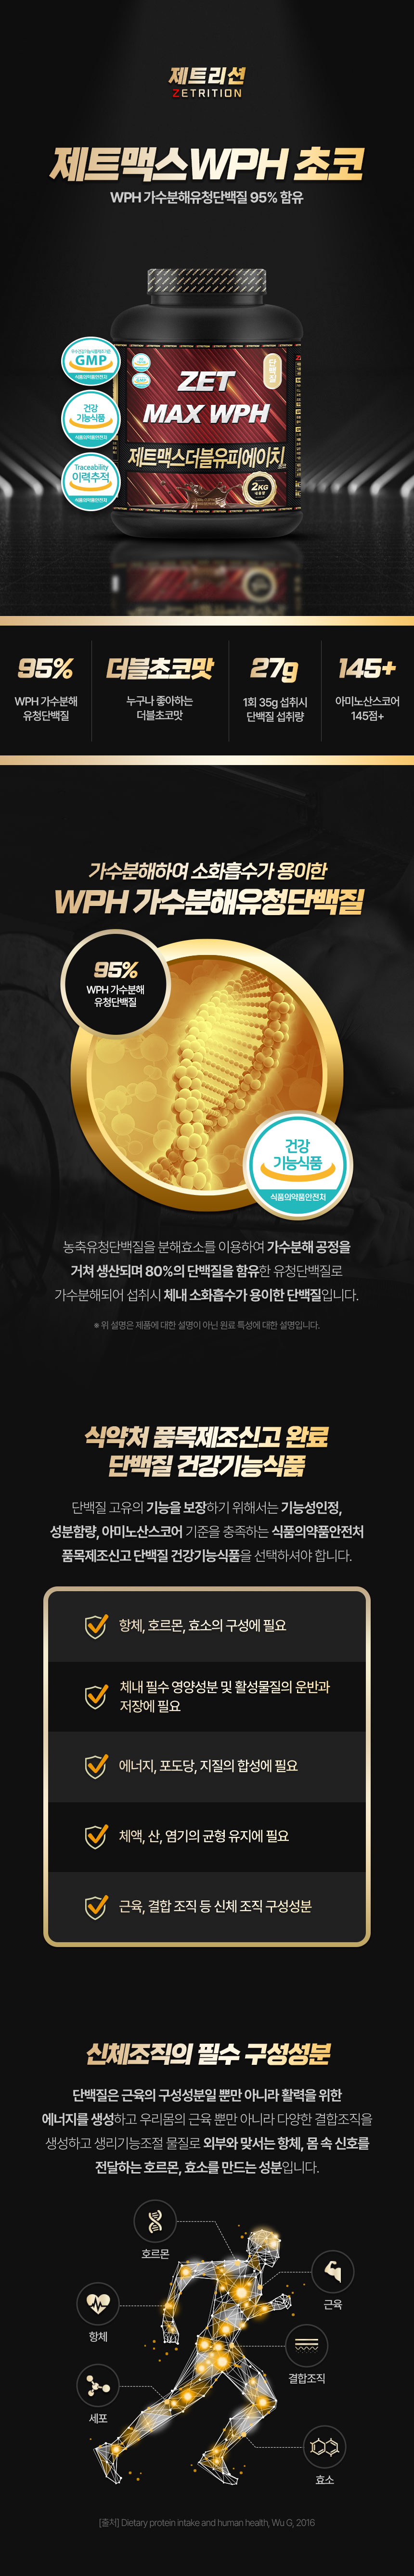 제트리션
ZETRITION
제트맥스WPH 초코
WPH 가수분해유청단백질 95% 함유
GMP
식품의약품안전처
건강
기능식품
식품의약품안전처
Traceability
이력추적
식품의약품안전처
단백질
ZET
MAX WPH
제트맥스더블유피에이치
2KG
95%
WPH 가수분해
유청단백질
더블초코맛
누구나 좋아하는
더블초코맛
27g
1회 35g 섭취시
단백질 섭취량
145+
아미노산스코어
145점+
가수분해하여 소화흡수가 용이한
WPH 가수분해유청단백질
95%
WPH 가수분해
유청단백질
건강
기능식품
식품의약품안전처
농축유청단백질을 분해효소를 이용하여 가수분해 공정을
거쳐 생산되며 80%의 단백질을 함유한 유청단백질로
가수분해되어 섭취시 체내 소화흡수가 용이한 단백질입니다.
※ 위 설명은 제품에 대한 설명이 아닌 원료 특성에 대한 설명입니다.
식약처 품목제조신고 완료
단백질 건강기능식품
단백질 고유의 기능을 보장하기 위해서는 기능성인정,
성분함량, 아미노산스코어 기준을 충족하는 식품의약품안전처
품목제조신고 단백질 건강기능식품을 선택하셔야 합니다.
항체, 호르몬, 효소의 구성에 필요
체내 필수 영양성분 및 활성물질의 운반과
저장에 필요
에너지, 포도당, 지질의 합성에 필요
체액, 산, 염기의 균형 유지에 필요
근육, 결합 조직 등 신체 조직 구성성분
신체조직의 필수 구성성분
단백질은 근육의 구성성분일 뿐만 아니라 활력을 위한
에너지를 생성하고 우리몸의 근육 뿐만 아니라 다양한 결합조직을
생성하고 생리기능조절 물질로 외부와 맞서는 항체, 몸 속 신호를
전달하는 호르몬, 효소를 만드는 성분입니다.
호르몬
근육
항체
결합조직
세포
효소
[출처] Dietary protein intake and human health, Wu G, 2016